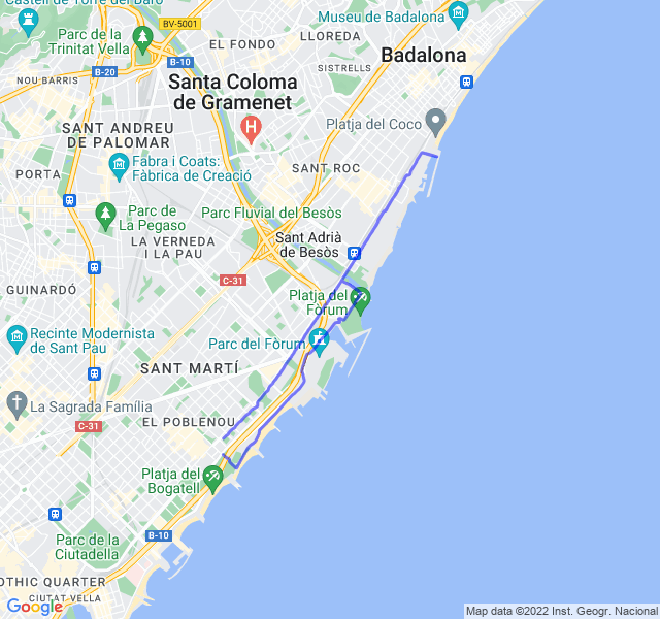 Castell de Torre del Baró
BV-5001
Museu de Badalona
Parc de la
Trinitat Vella
EL FONDO
LLOREDA
Badalona
B-10
SISTRELLS
NOU BARRIS
B-20
Santa Coloma
de Gramenet
Platja del Coco
SANT ANDREU
DE PALOMAR
H
Fabra i Coats:
Fàbrica de Creació
SANT ROC
PORTA
Parc de
La Pegaso
Parc Fluvial del Besòs
LA VERNEDA
I LA PAU
Sant Adrià
de Besòs
C-31
GUINARDÓ
Platja del
Fòrum
Recinte Modernista
de Sant Pau
Parc del Fòrum
SANT MARTÍ
La Sagrada Família
C-31
EL POBLENOU
Platja del
Bogatell
Parc de la
Ciutadella
B-10
OTHIC QUARTER
CIUTAT VELLA
Google
Map data ©2022 Inst. Geogr. Nacional